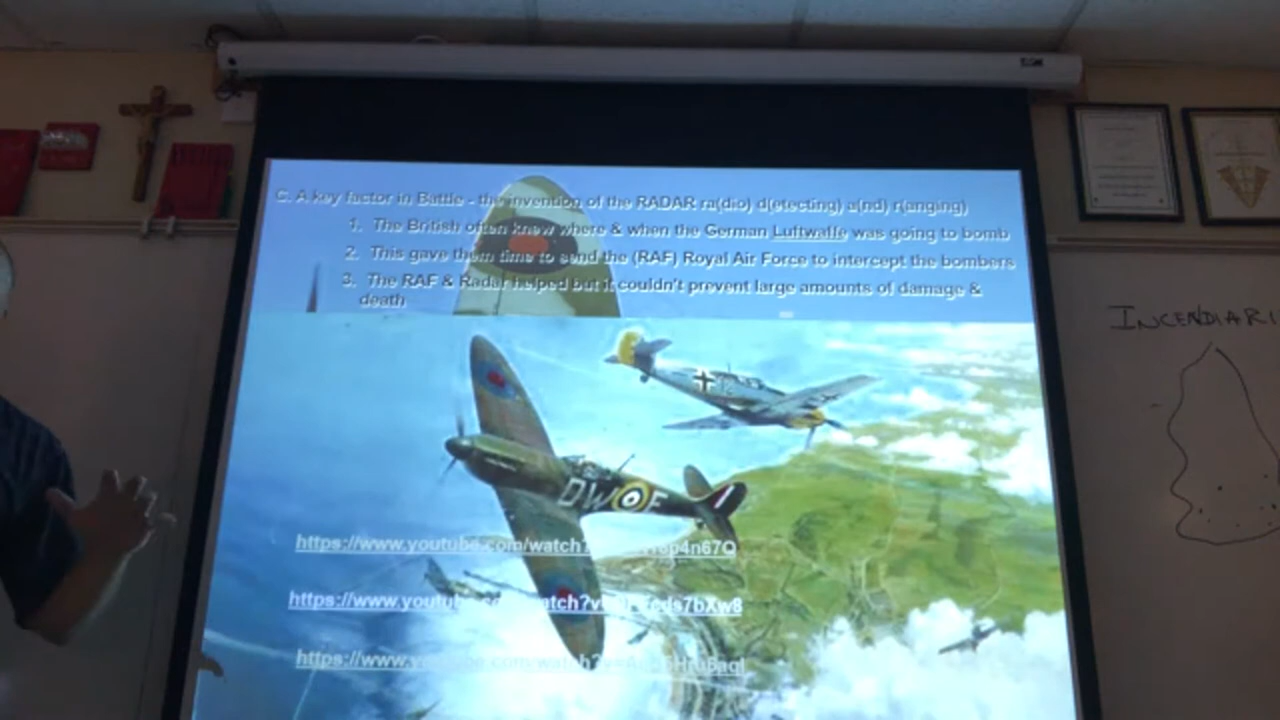 C. A key factor in Battle - the invention of the RADAR ra(dio) d(etecting) a(nd) r(anging)
1. The British often knew where & when the German Luftwaffe was going to bomb
2. This gave them time to send the (RAF) Royal Air Force to intercept the bombers
3. The RAF & Radar helped but it couldn't prevent large amounts of damage &
death
INCENDIARI
DW F
https://www.youtube.com/watch?
https://www.youtube.com/watch?
https://www.youtube.com/watch?